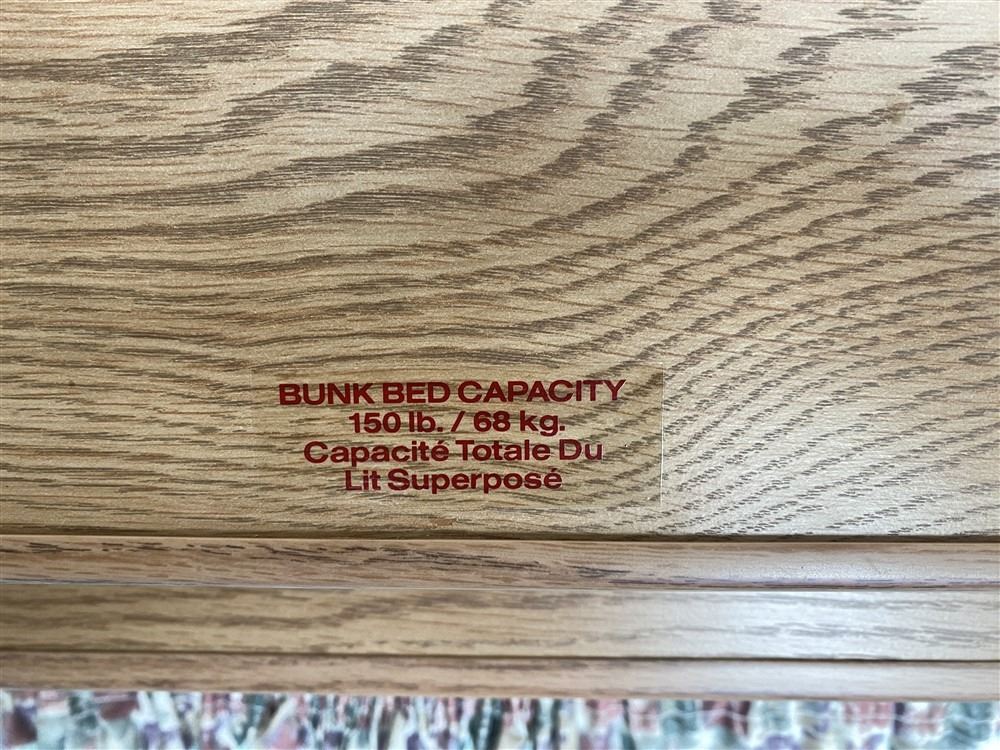 BUNK BED CAPACITY
150 lb. / 68 kg.
Capacité Totale Du
Lit Superposé